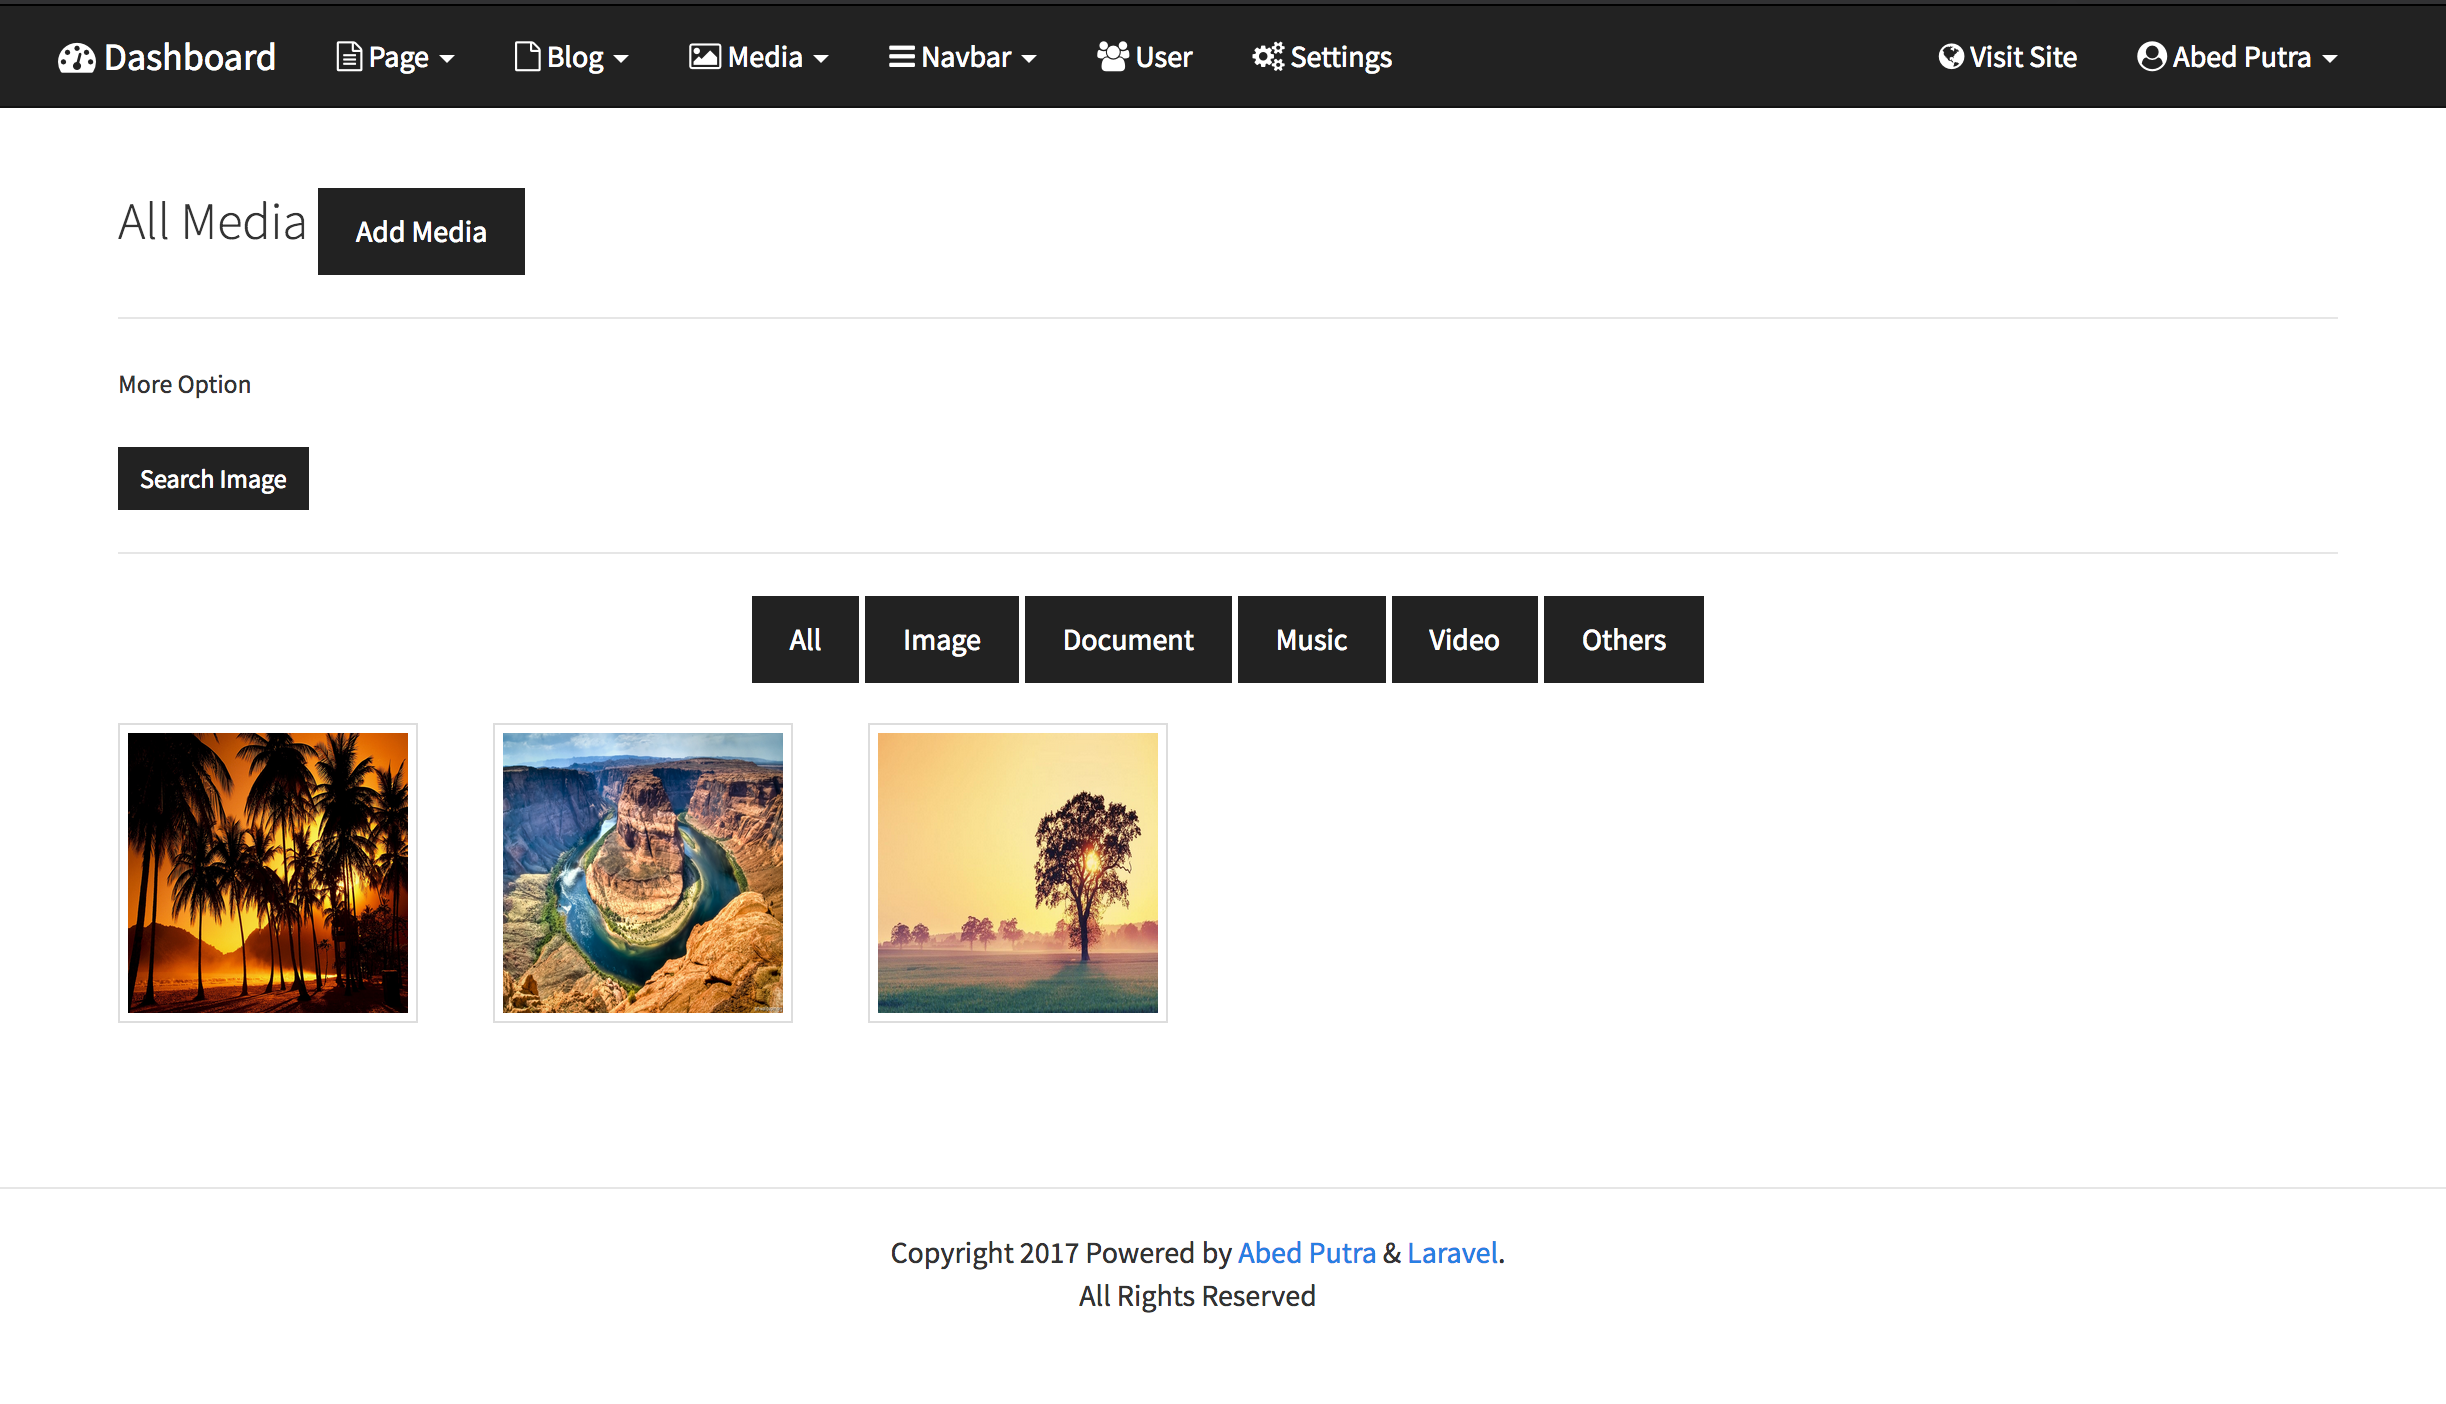 Dashboard Page Blog Media Navbar User Settings Visit Site Abed Putra
All Media Add Media
More Option
Search Image
All Image Document Music Video Others
Copyright 2017 Powered by Abed Putra & Laravel.
All Rights Reserved